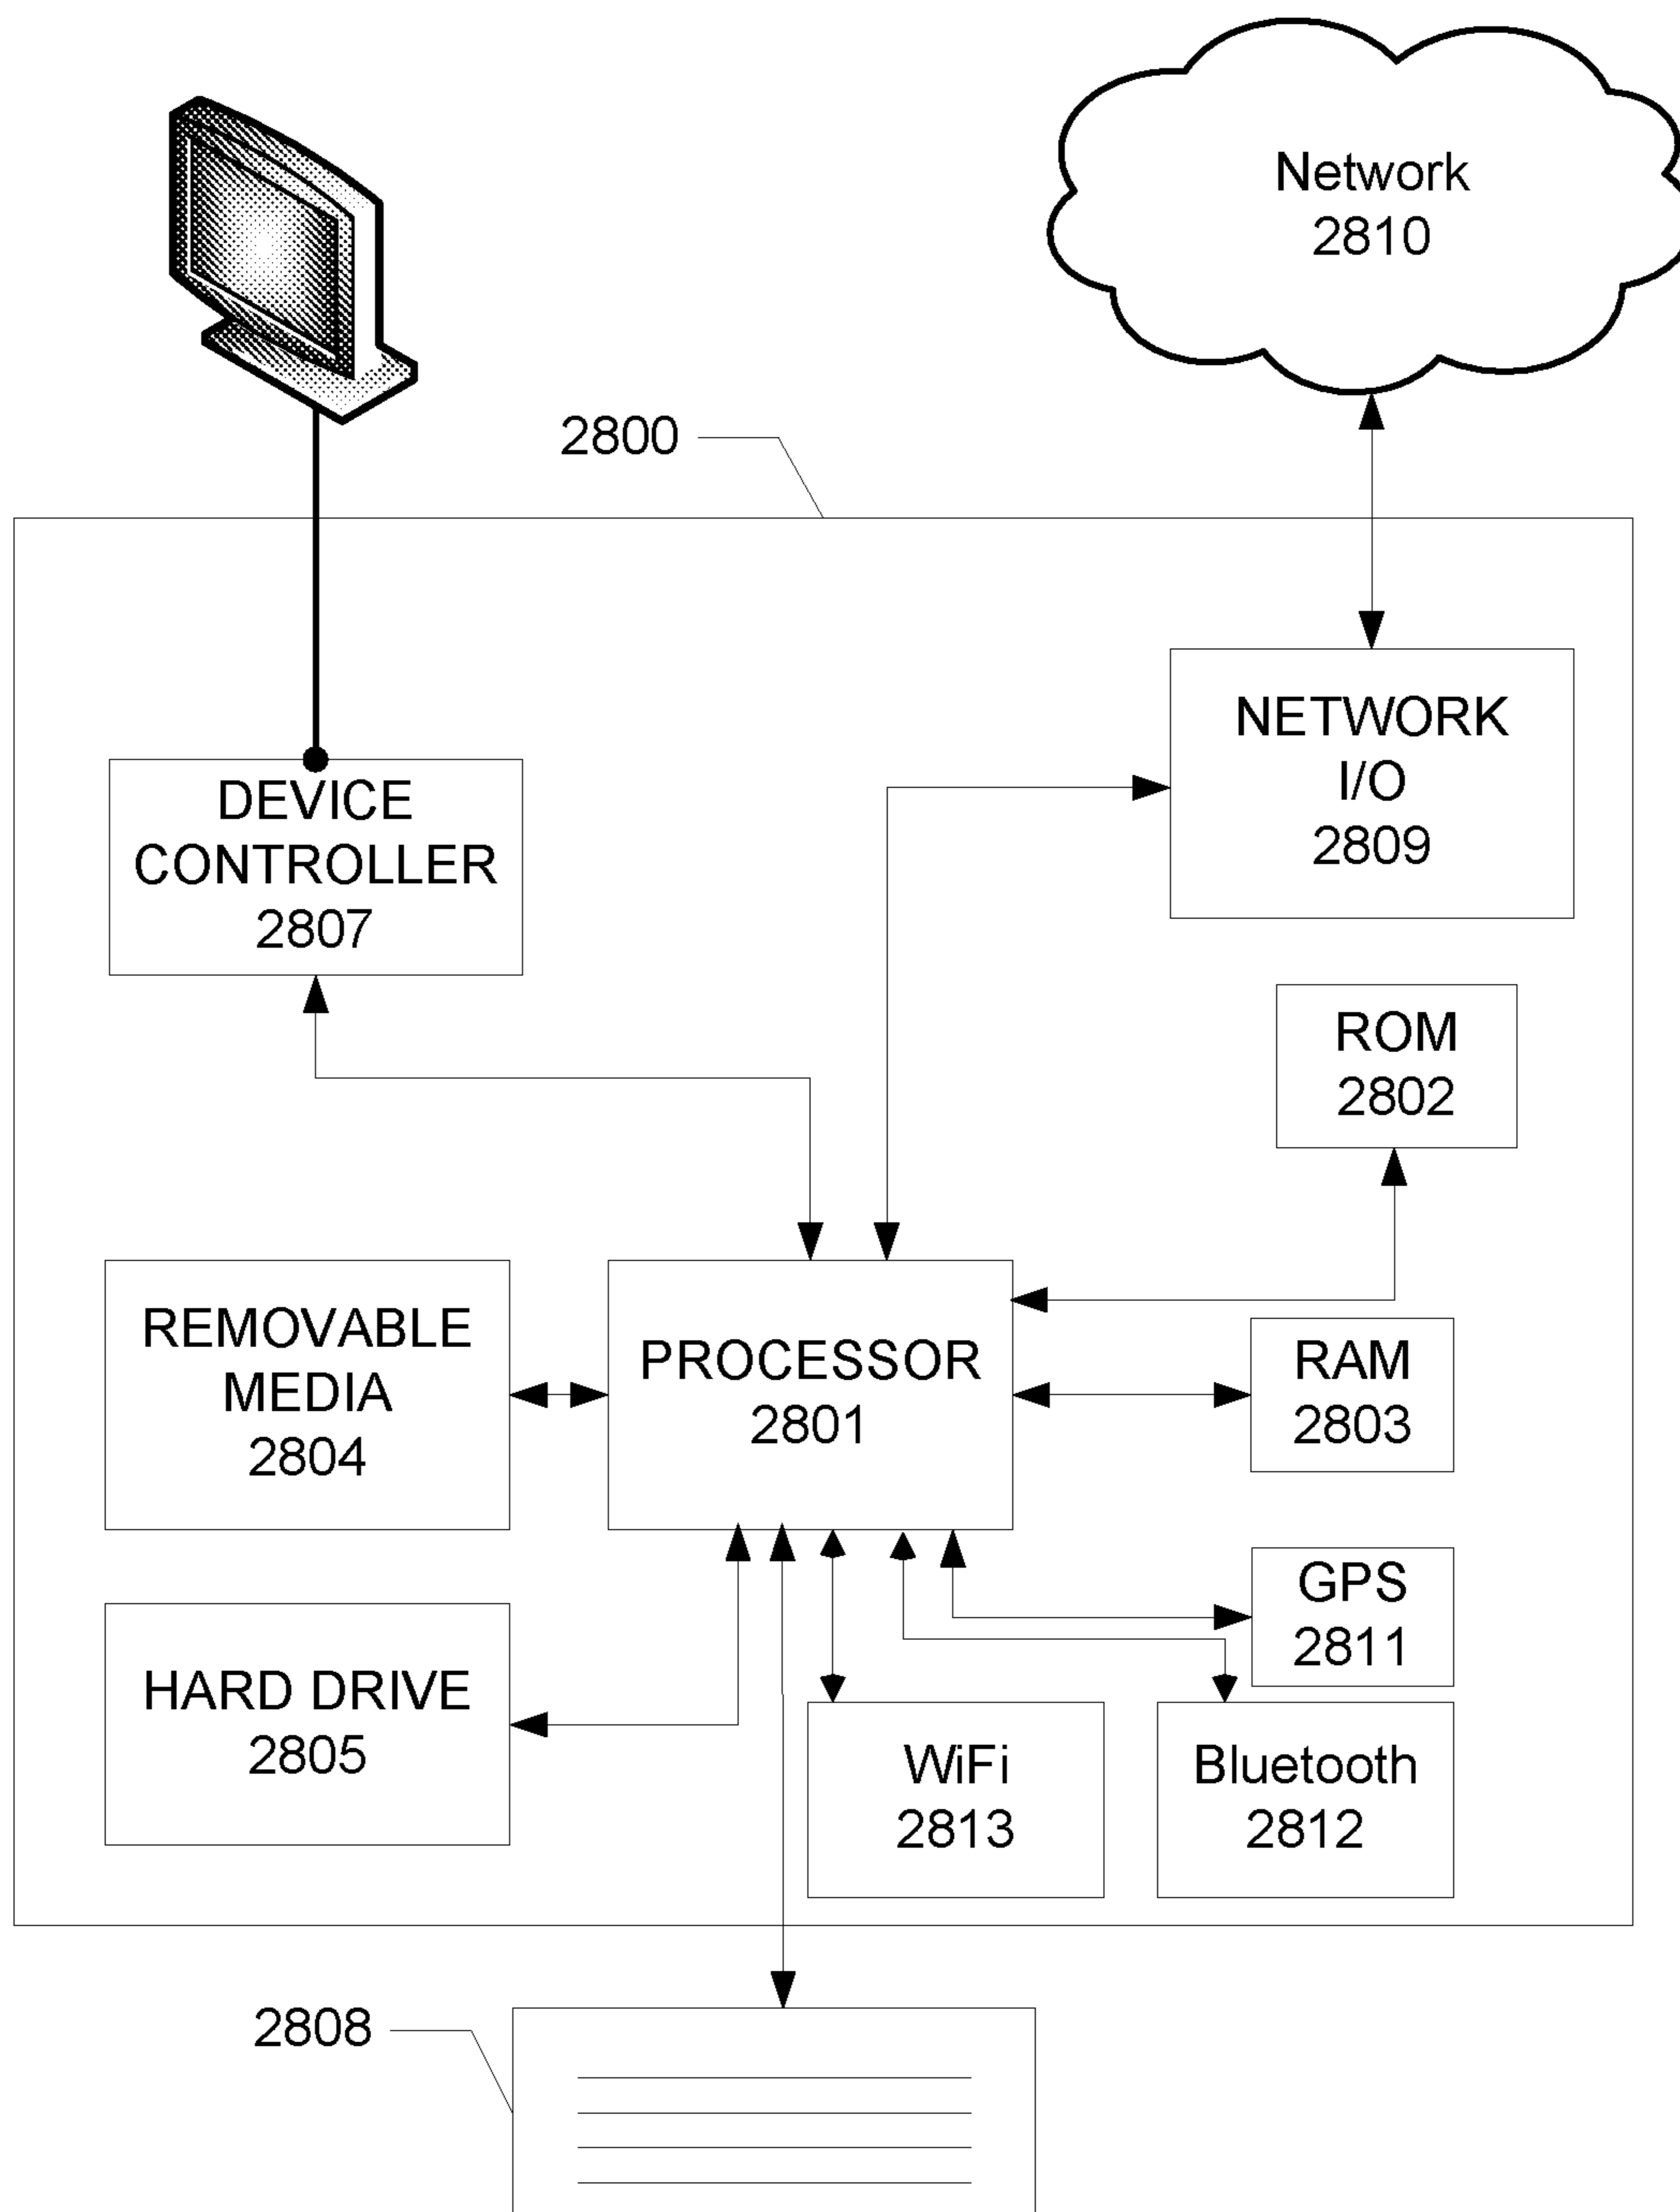 Network
2810
2800
DEVICE
CONTROLLER
2807
NETWORK
I/O
2809
ROM
2802
REMOVABLE
MEDIA
2804
PROCESSOR
2801
RAM
2803
HARD DRIVE
2805
GPS
2811
WiFi
2813
Bluetooth
2812
2808